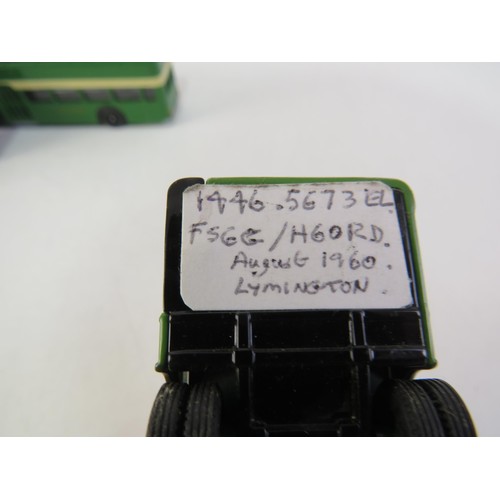 1446. 5673 EL
FS6G/H60RD.
August 1960.
LYMINGTON.